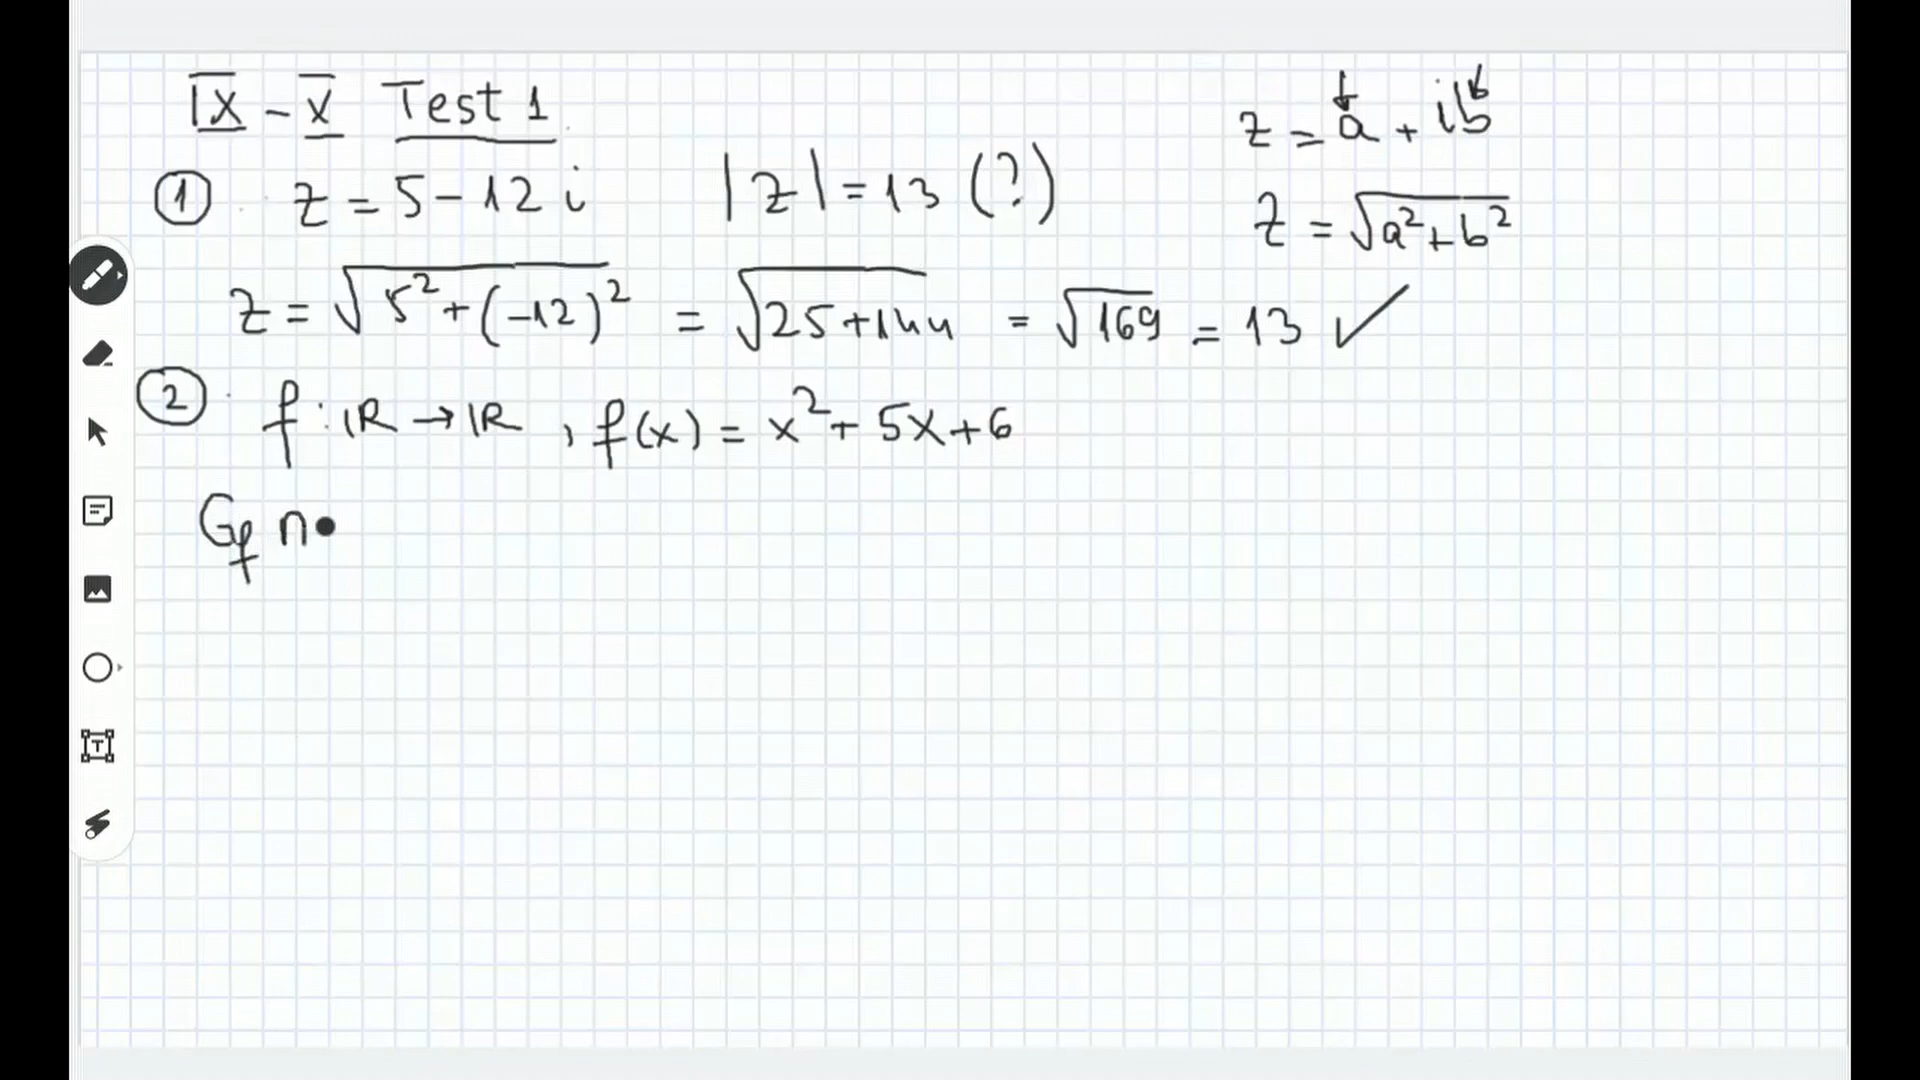 IX - X Test 1
① z = 5 - 12 i |z| = 13 (?)
z = a + ib
z = √a² + b²
z = √5² + (-12)² = √25 + 144 = √169 = 13 ✓
② f : ℝ → ℝ , f(x) = x² + 5x + 6
Gf ∩